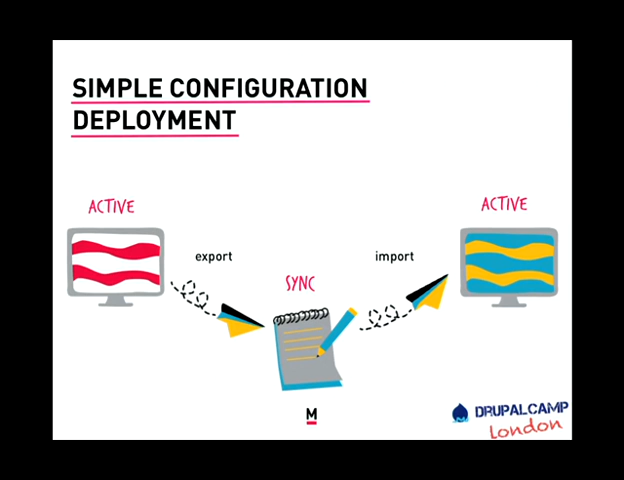 SIMPLE CONFIGURATION
DEPLOYMENT
ACTIVE
ACTIVE
export
import
SYNC
M
DRUPALCAMP
London